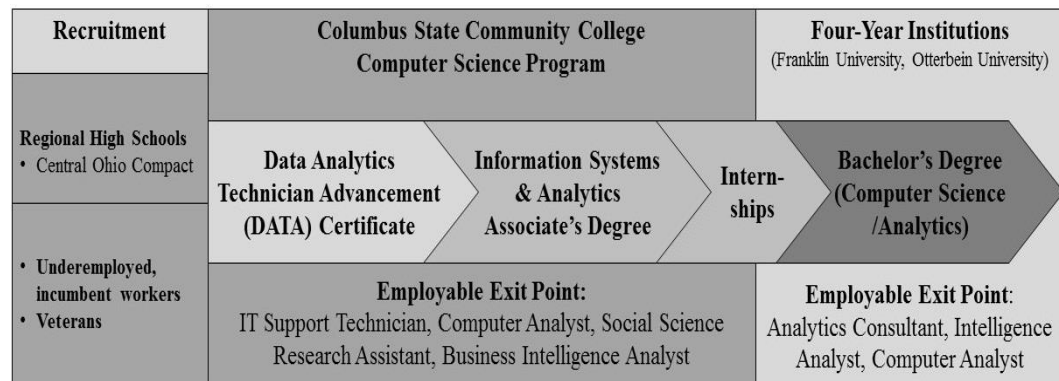 Recruitment
Regional High Schools
• Central Ohio Compact
• Underemployed,
incumbent workers
• Veterans
Columbus State Community College
Computer Science Program
Data Analytics
Technician Advancement
(DATA) Certificate
Information Systems
& Analytics
Associate's Degree
Intern-
ships
Employable Exit Point:
IT Support Technician, Computer Analyst, Social Science
Research Assistant, Business Intelligence Analyst
Four-Year Institutions
(Franklin University, Otterbein University)
Bachelor's Degree
(Computer Science
/Analytics)
Employable Exit Point:
Analytics Consultant, Intelligence
Analyst, Computer Analyst